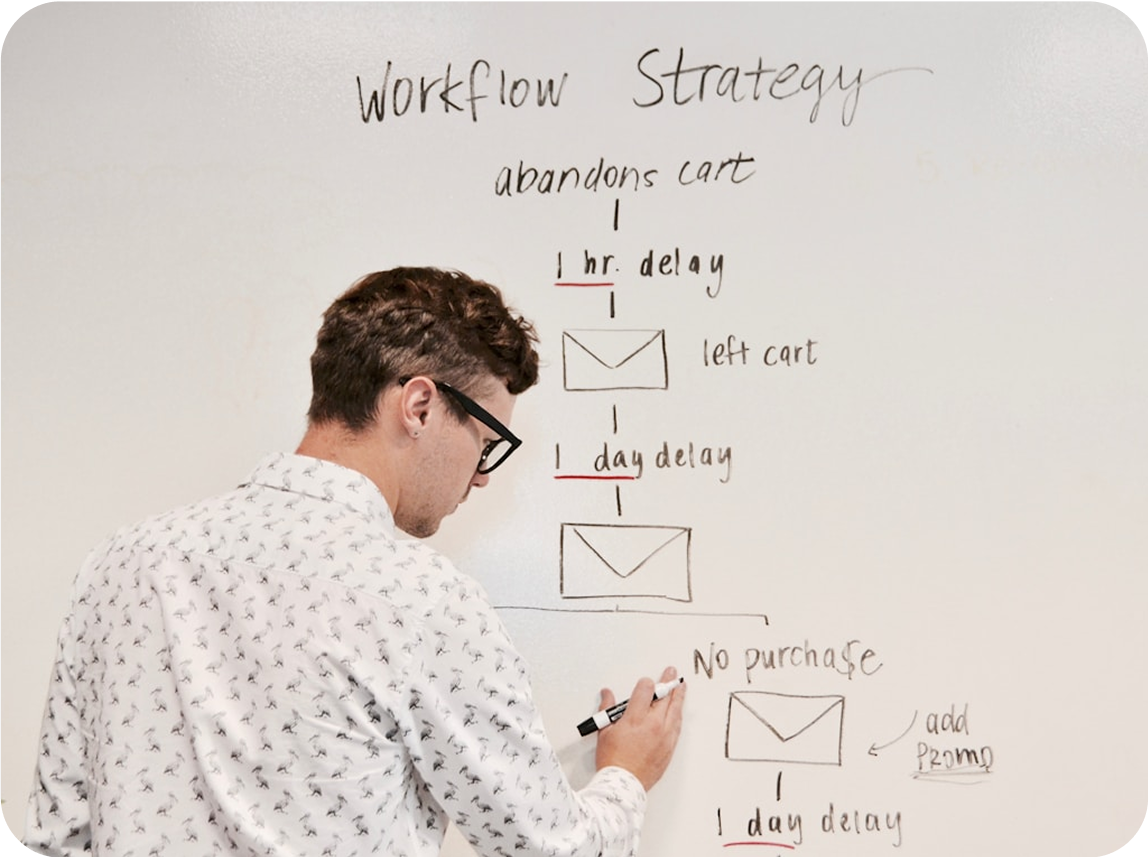 Workflow Strategy
abandons cart
1 hr. delay
left cart
1 day delay
No purchase
add
PROMO
1 day delay